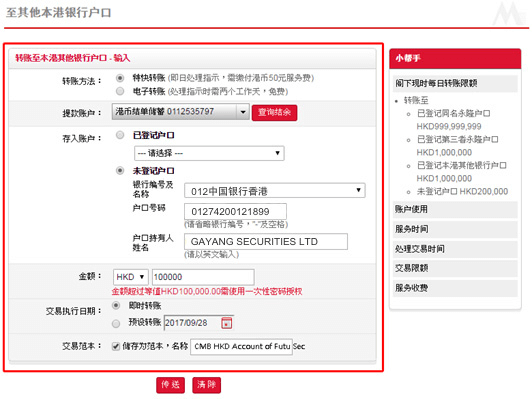 至其他本港银行户口
转账至本港其他银行户口 - 输入
转账方法：
特快转账 (即日处理指示，需缴付港币50元服务费)
电子转账 (处理指示时需两个工作天，免费)
提款账户：
港币结单储蓄 0112535797
查询结余
存入账户：
已登记户口
--- 请选择 ---
未登记户口
银行编号及名称
012中国银行香港
户口号码
01274200121899
(请省略银行编号，"-"及空格)
户口持有人姓名
GAYANG SECURITIES LTD
(请以英文输入)
金额：
HKD 100000
金额超过等值HKD100,000.00需使用一次性密码授权
交易执行日期：
即时转账
预设转账 2017/09/28
交易范本：
储存为范本，名称 CMB HKD Account of Futu Sec
传送 清除
小帮手
阁下现时每日转账限额
转账至
已登记同名永隆户口
HKD999,999,999
已登记第三者永隆户口
HKD1,000,000
已登记本港其他银行户口
HKD1,000,000
未登记户口 HKD200,000
账户使用
服务时间
处理交易时间
交易限额
服务收费